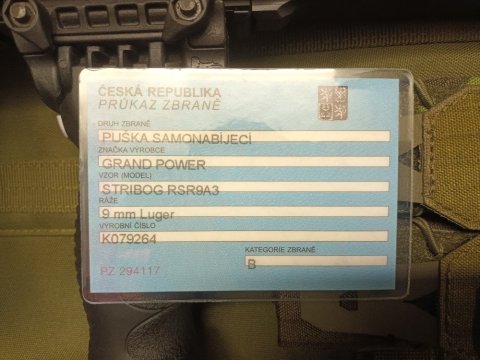 ČESKÁ REPUBLIKA
PRŮKAZ ZBRANĚ
DRUH ZBRANĚ
PUŠKA SAMONABÍJECÍ
ZNAČKA VÝROBCE
GRAND POWER
VZOR (MODEL)
STRIBOG RSR9A3
RÁŽE
9 mm Luger
VÝROBNÍ ČÍSLO
K079264
KATEGORIE ZBRANĚ
B
PZ 294117